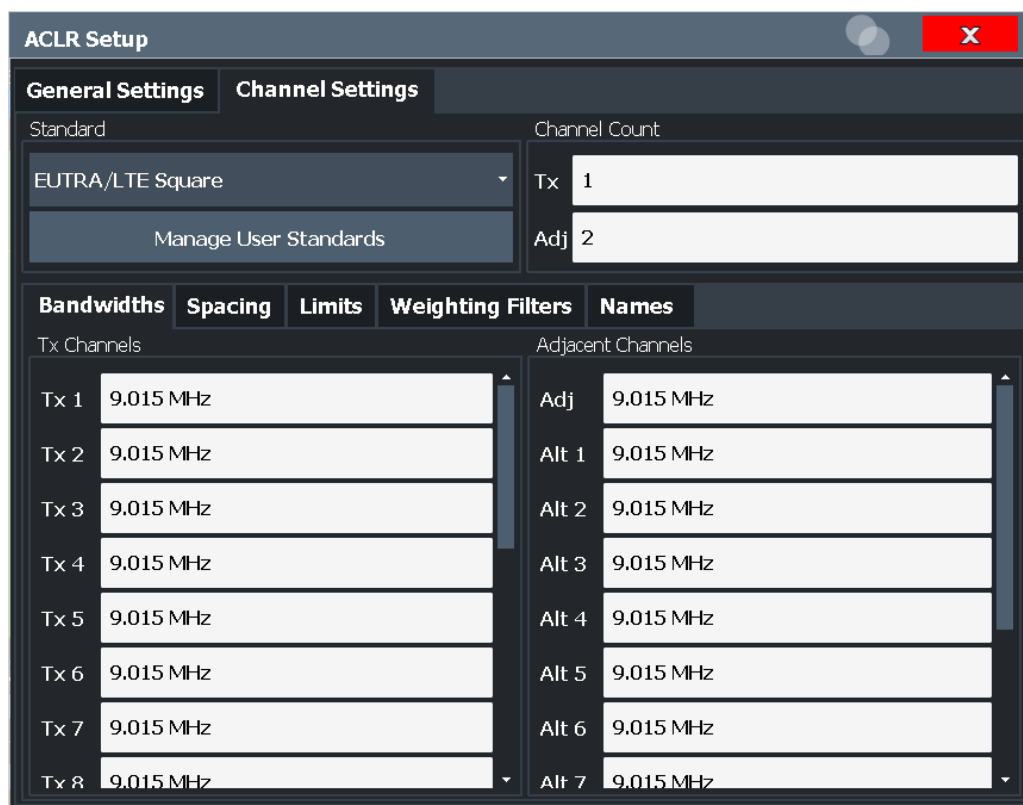 ACLR Setup
X
General Settings Channel Settings
Standard
Channel Count
EUTRA/LTE Square
Tx 1
Manage User Standards
Adj 2
Bandwidths Spacing Limits Weighting Filters Names
Tx Channels
Adjacent Channels
Tx 1 9.015 MHz
Adj 9.015 MHz
Tx 2 9.015 MHz
Alt 1 9.015 MHz
Tx 3 9.015 MHz
Alt 2 9.015 MHz
Tx 4 9.015 MHz
Alt 3 9.015 MHz
Tx 5 9.015 MHz
Alt 4 9.015 MHz
Tx 6 9.015 MHz
Alt 5 9.015 MHz
Tx 7 9.015 MHz
Alt 6 9.015 MHz
Tx 8 9.015 MHz
Alt 7 9.015 MHz